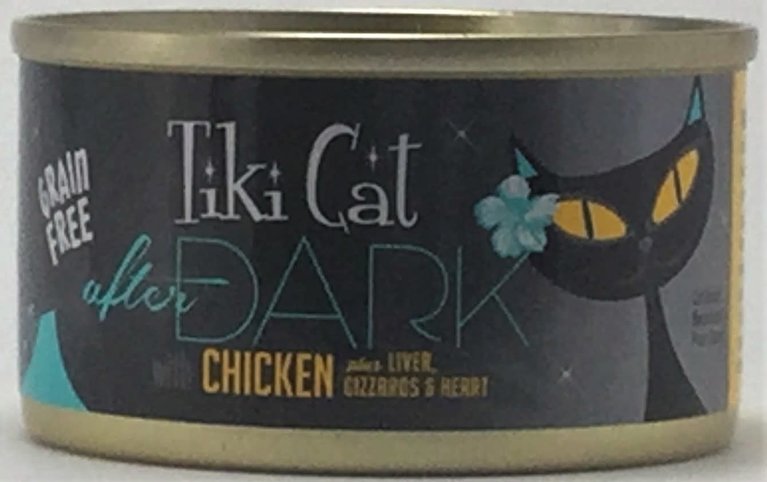 GRAIN
FREE
Tiki Cat
after DARK
with CHICKEN plus LIVER,
GIZZARDS & HEART